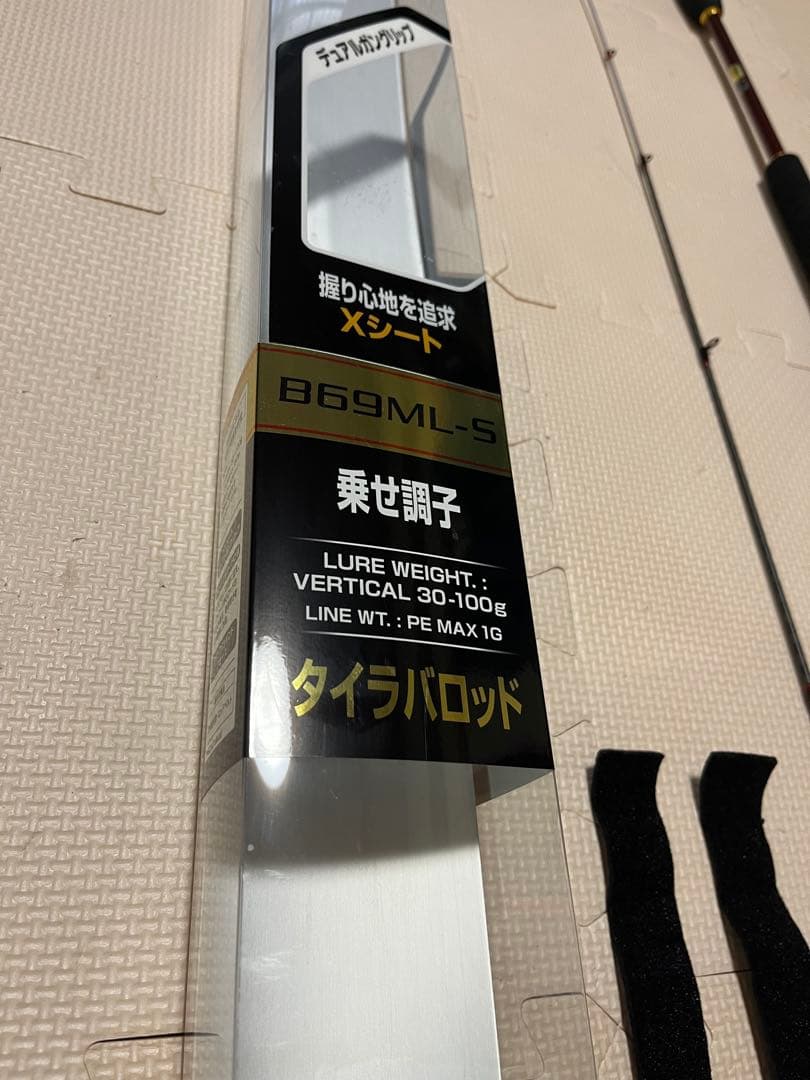 デュアルガングリップ
握り心地を追求
Xシート
B69ML-S
乗せ調子
LURE WEIGHT. :
VERTICAL 30-100g
LINE WT. : PE MAX 1G
タイラバロッド